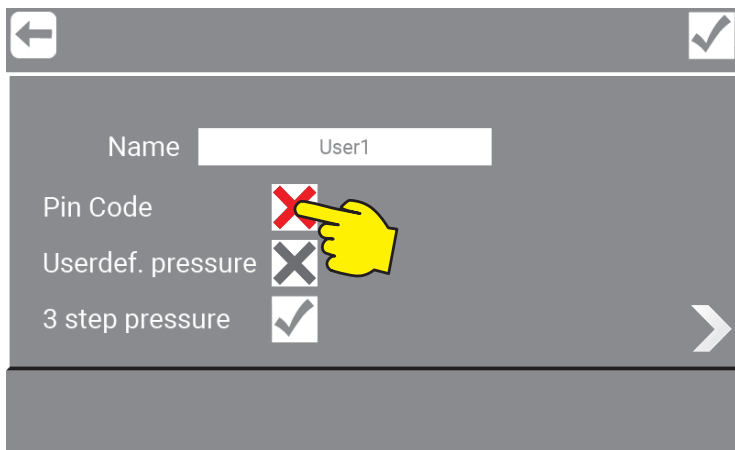 Name User1
Pin Code
Userdef. pressure
3 step pressure